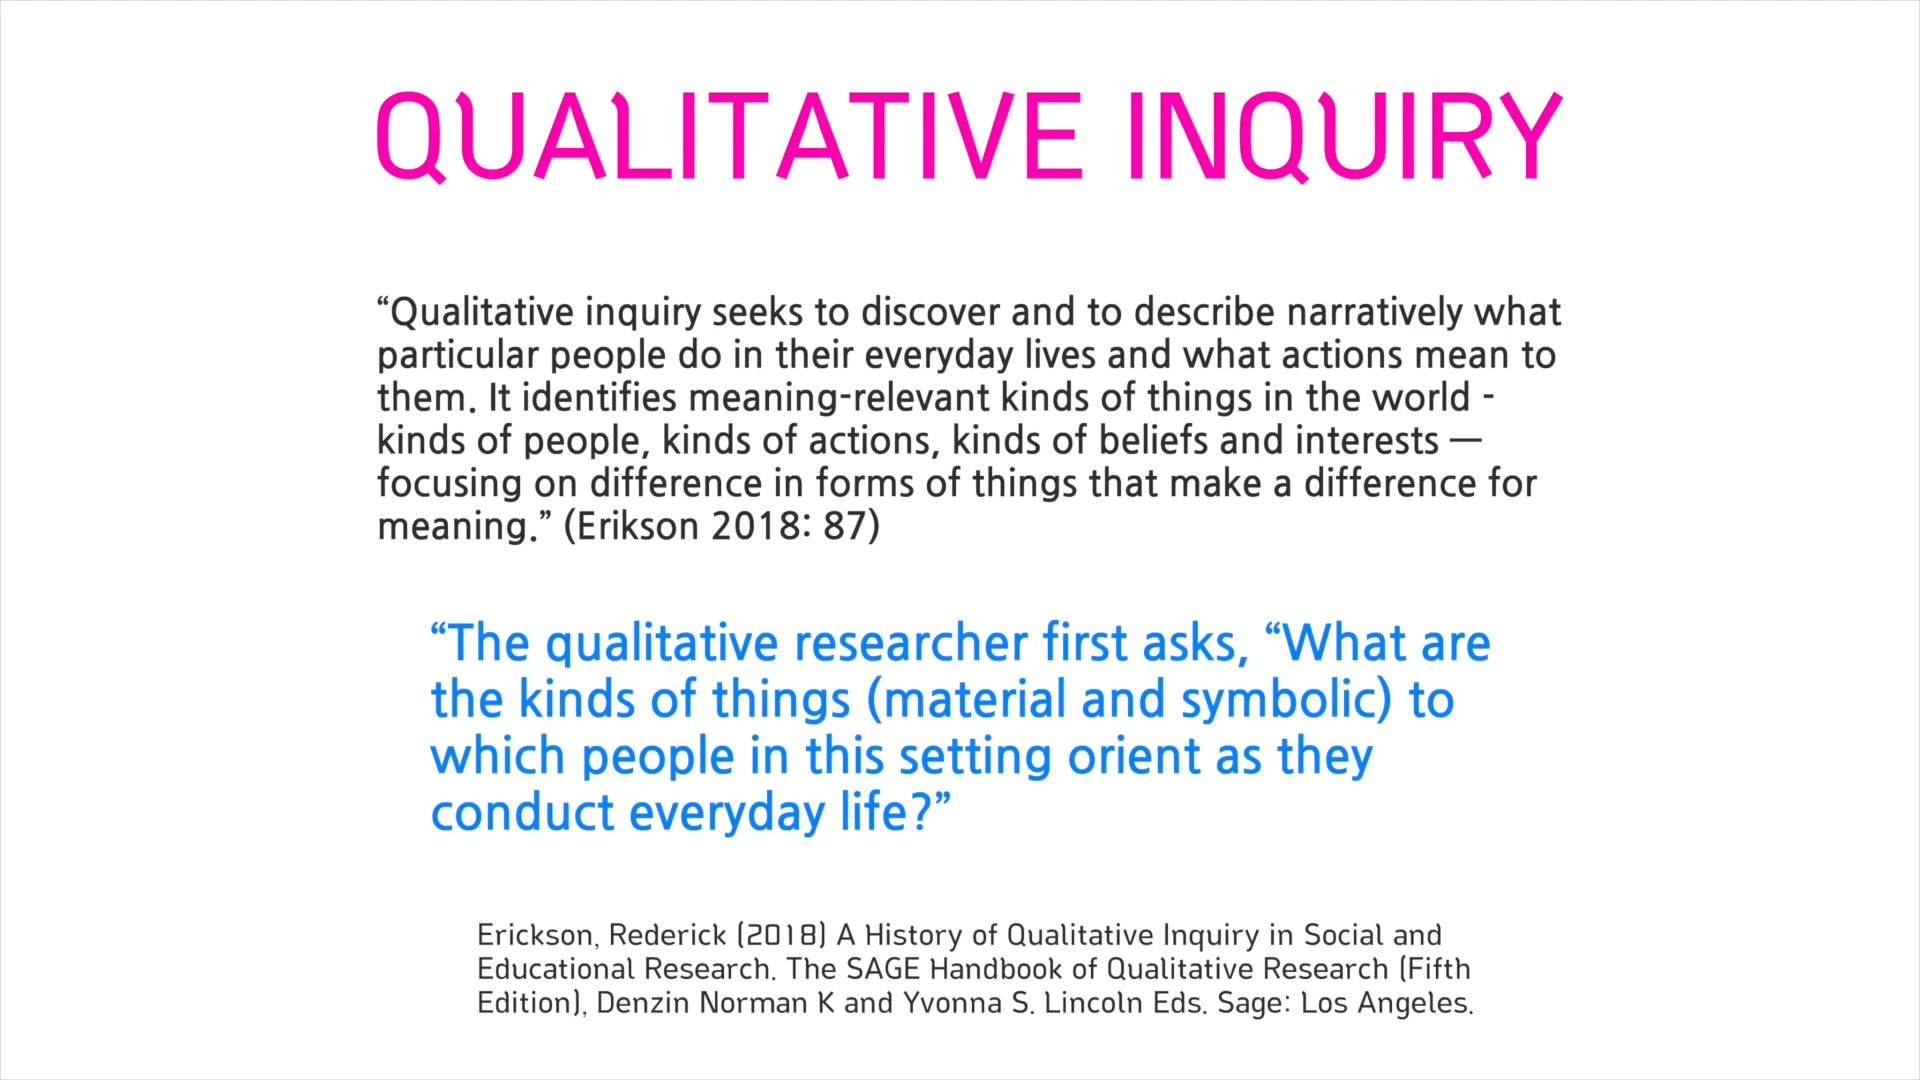 QUALITATIVE INQUIRY
“Qualitative inquiry seeks to discover and to describe narratively what
particular people do in their everyday lives and what actions mean to
them. It identifies meaning-relevant kinds of things in the world -
kinds of people, kinds of actions, kinds of beliefs and interests —
focusing on difference in forms of things that make a difference for
meaning.” (Erikson 2018: 87)
“The qualitative researcher first asks, “What are
the kinds of things (material and symbolic) to
which people in this setting orient as they
conduct everyday life?”
Erickson, Rederick (2018) A History of Qualitative Inquiry in Social and
Educational Research. The SAGE Handbook of Qualitative Research (Fifth
Edition), Denzin Norman K and Yvonna S. Lincoln Eds. Sage: Los Angeles.